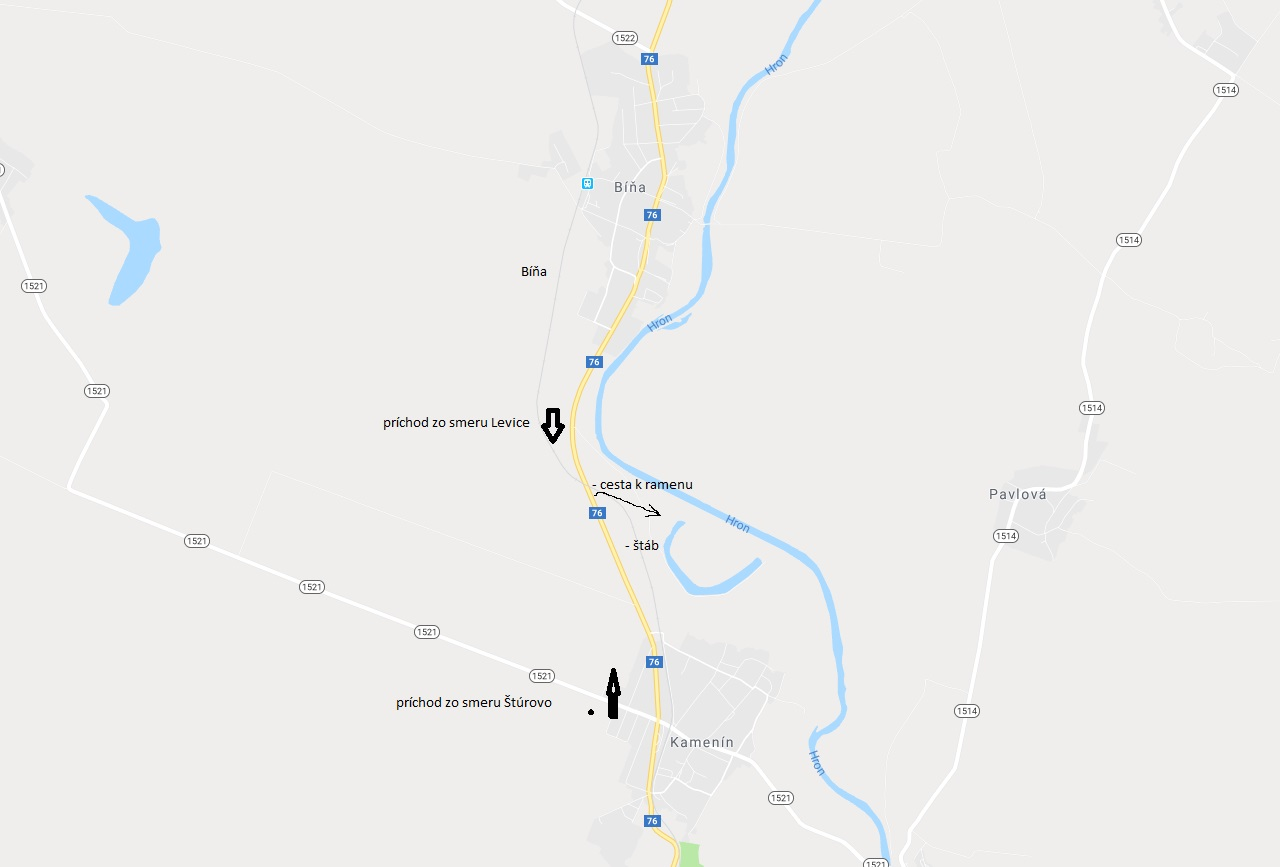 1522
76
Hron
1514
Bíňa
76
1514
Bíňa
1521
Hron
76
1521
1514
príchod zo smeru Levice
- cesta k ramenu
Pavlová
76
Hron
1514
1521
- štáb
1521
1521
76
1521
príchod zo smeru Štúrovo
1514
Kamenín
Hron
1521
76
1521